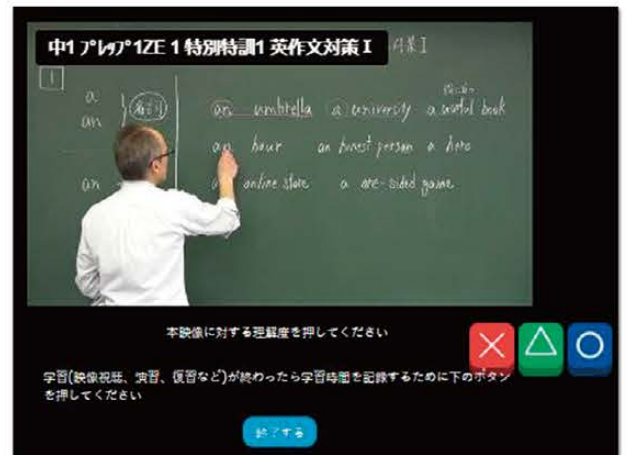 中1 プレップ1ZE 1 特別特訓1 英作文対策Ⅰ
1
a
an
an umbrella a university a useful book
an hour an honest person a hero
an online store a one-sided game
本映像に対する理解度を押してください
学習(映像視聴、演習、復習など)が終わったら学習時間を記録するために下のボタン
を押してください
終了する